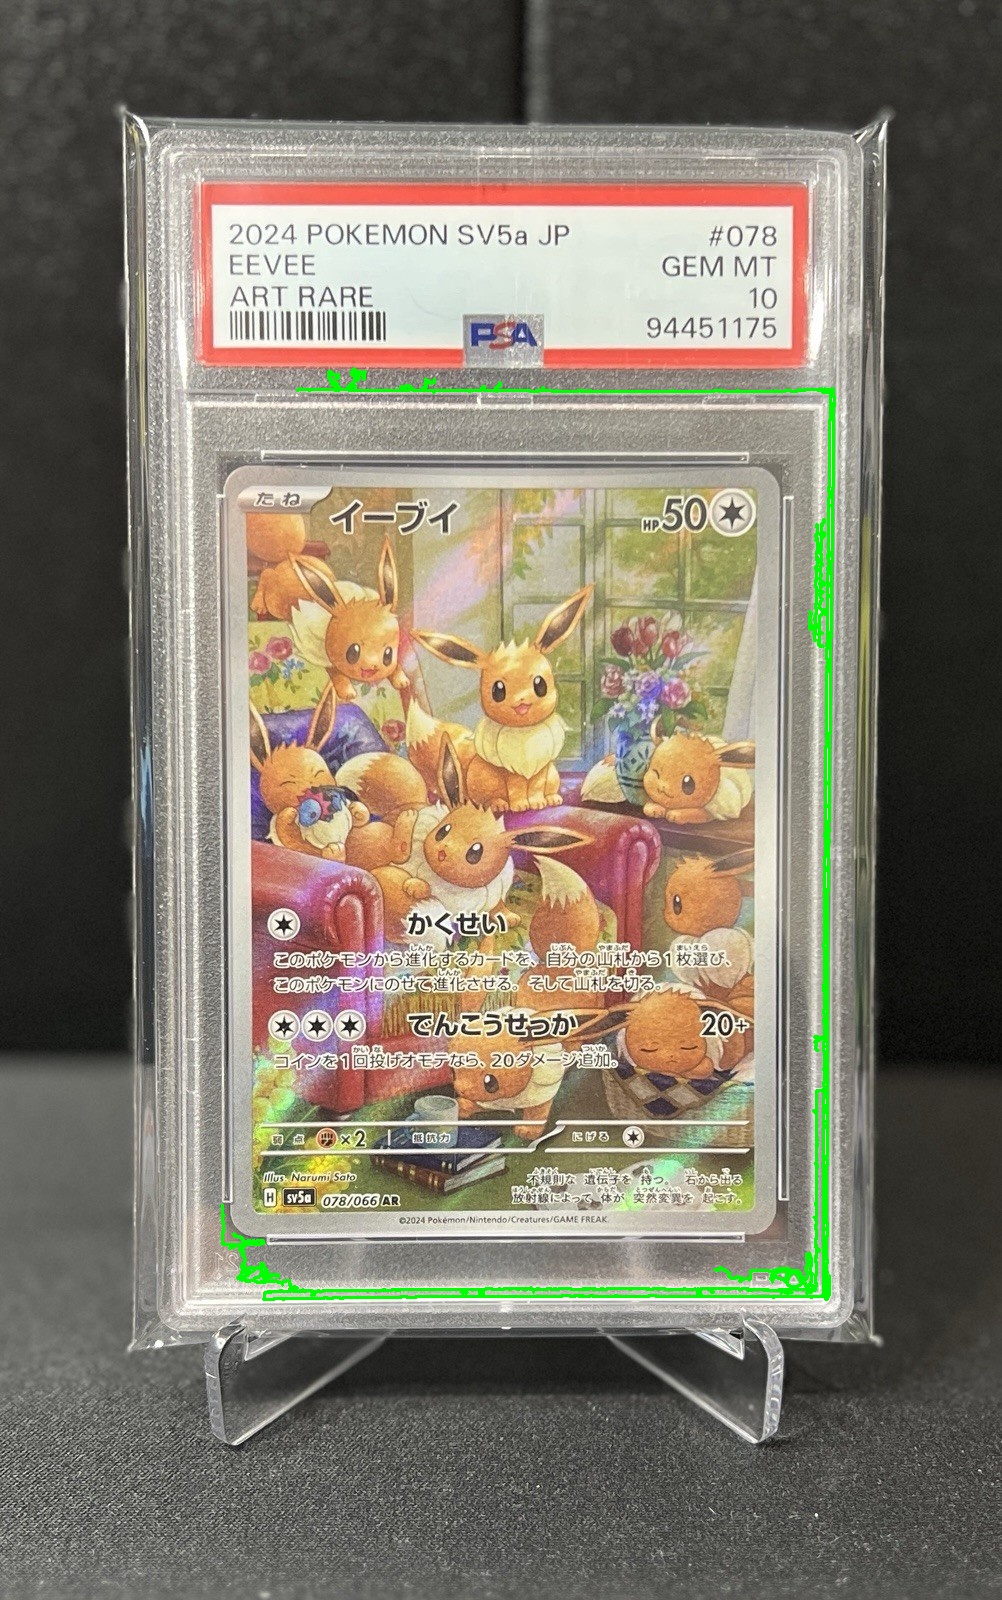 2024 POKEMON SV5a JP #078
EEVEE GEM MT
ART RARE 10
PSA 94451175
たね イーブイ HP50
かくせい
このポケモンから進化するカードを、自分の山札から1枚選び、
このポケモンにのせて進化させる。そして山札を切る。
でんこうせっか 20+
コインを1回投げオモテなら、20ダメージ追加。
弱点 ×2 抵抗力 にげる
Illus. Narumi Sato
不規則な 遺伝子を 持つ。 石から出る
H sv5a 078/066 AR 放射線によって 体が 突然変異を 起こす。
©2024 Pokémon/Nintendo/Creatures/GAME FREAK